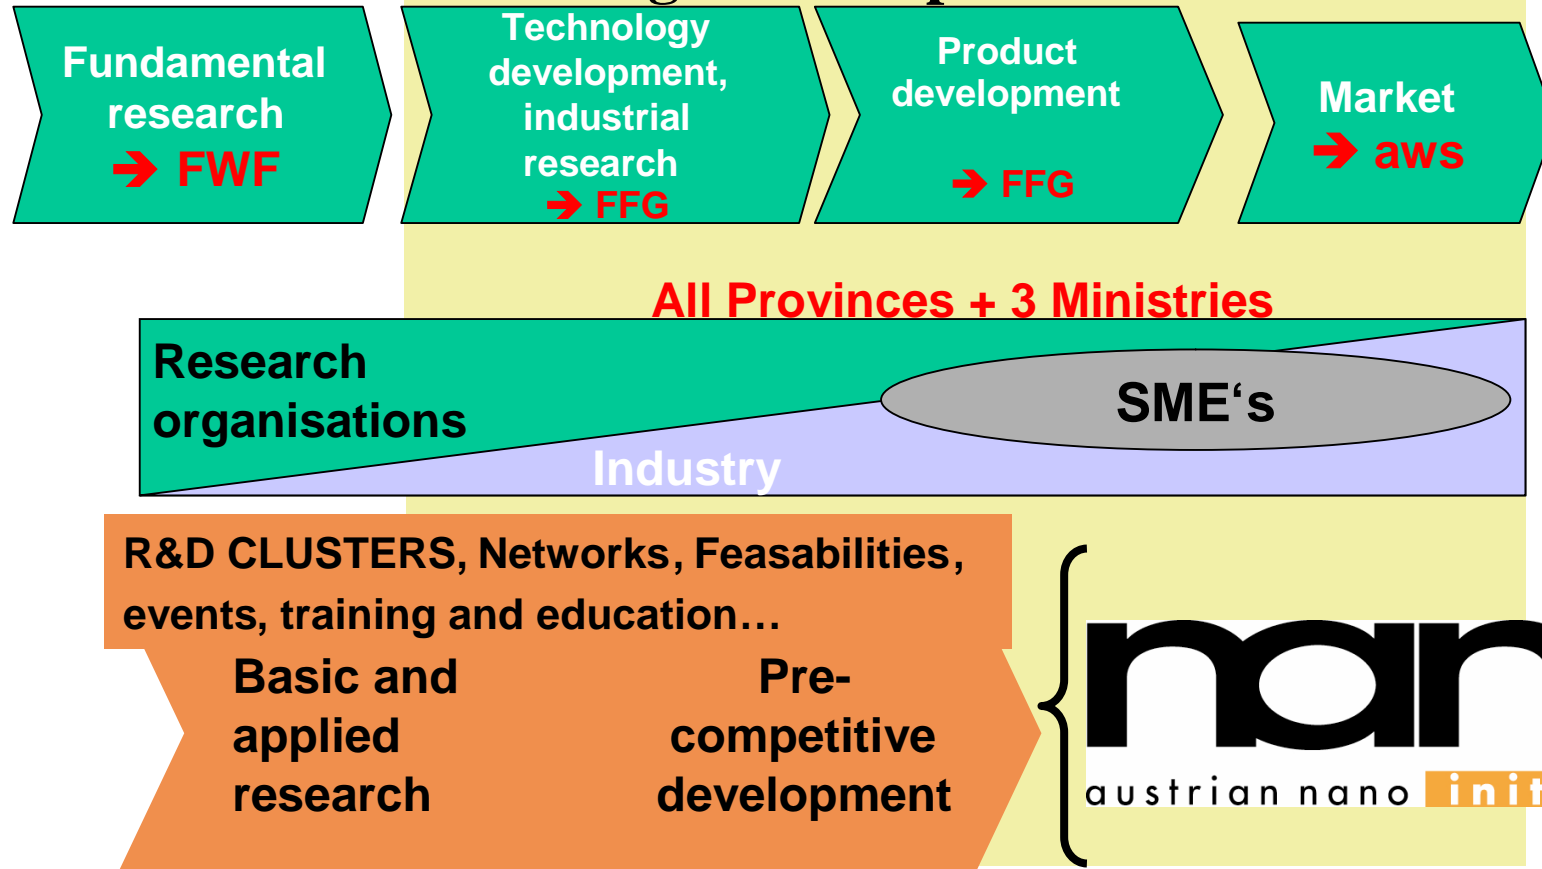 Fundamental
research
➔ FWF
Technology
development,
industrial
research
➔ FFG
Product
development
➔ FFG
Market
➔ aws
All Provinces + 3 Ministries
Research
organisations
SME‘s
Industry
R&D CLUSTERS, Networks, Feasabilities,
events, training and education…
Basic and
applied
research
Pre-
competitive
development
nan
austrian nano init